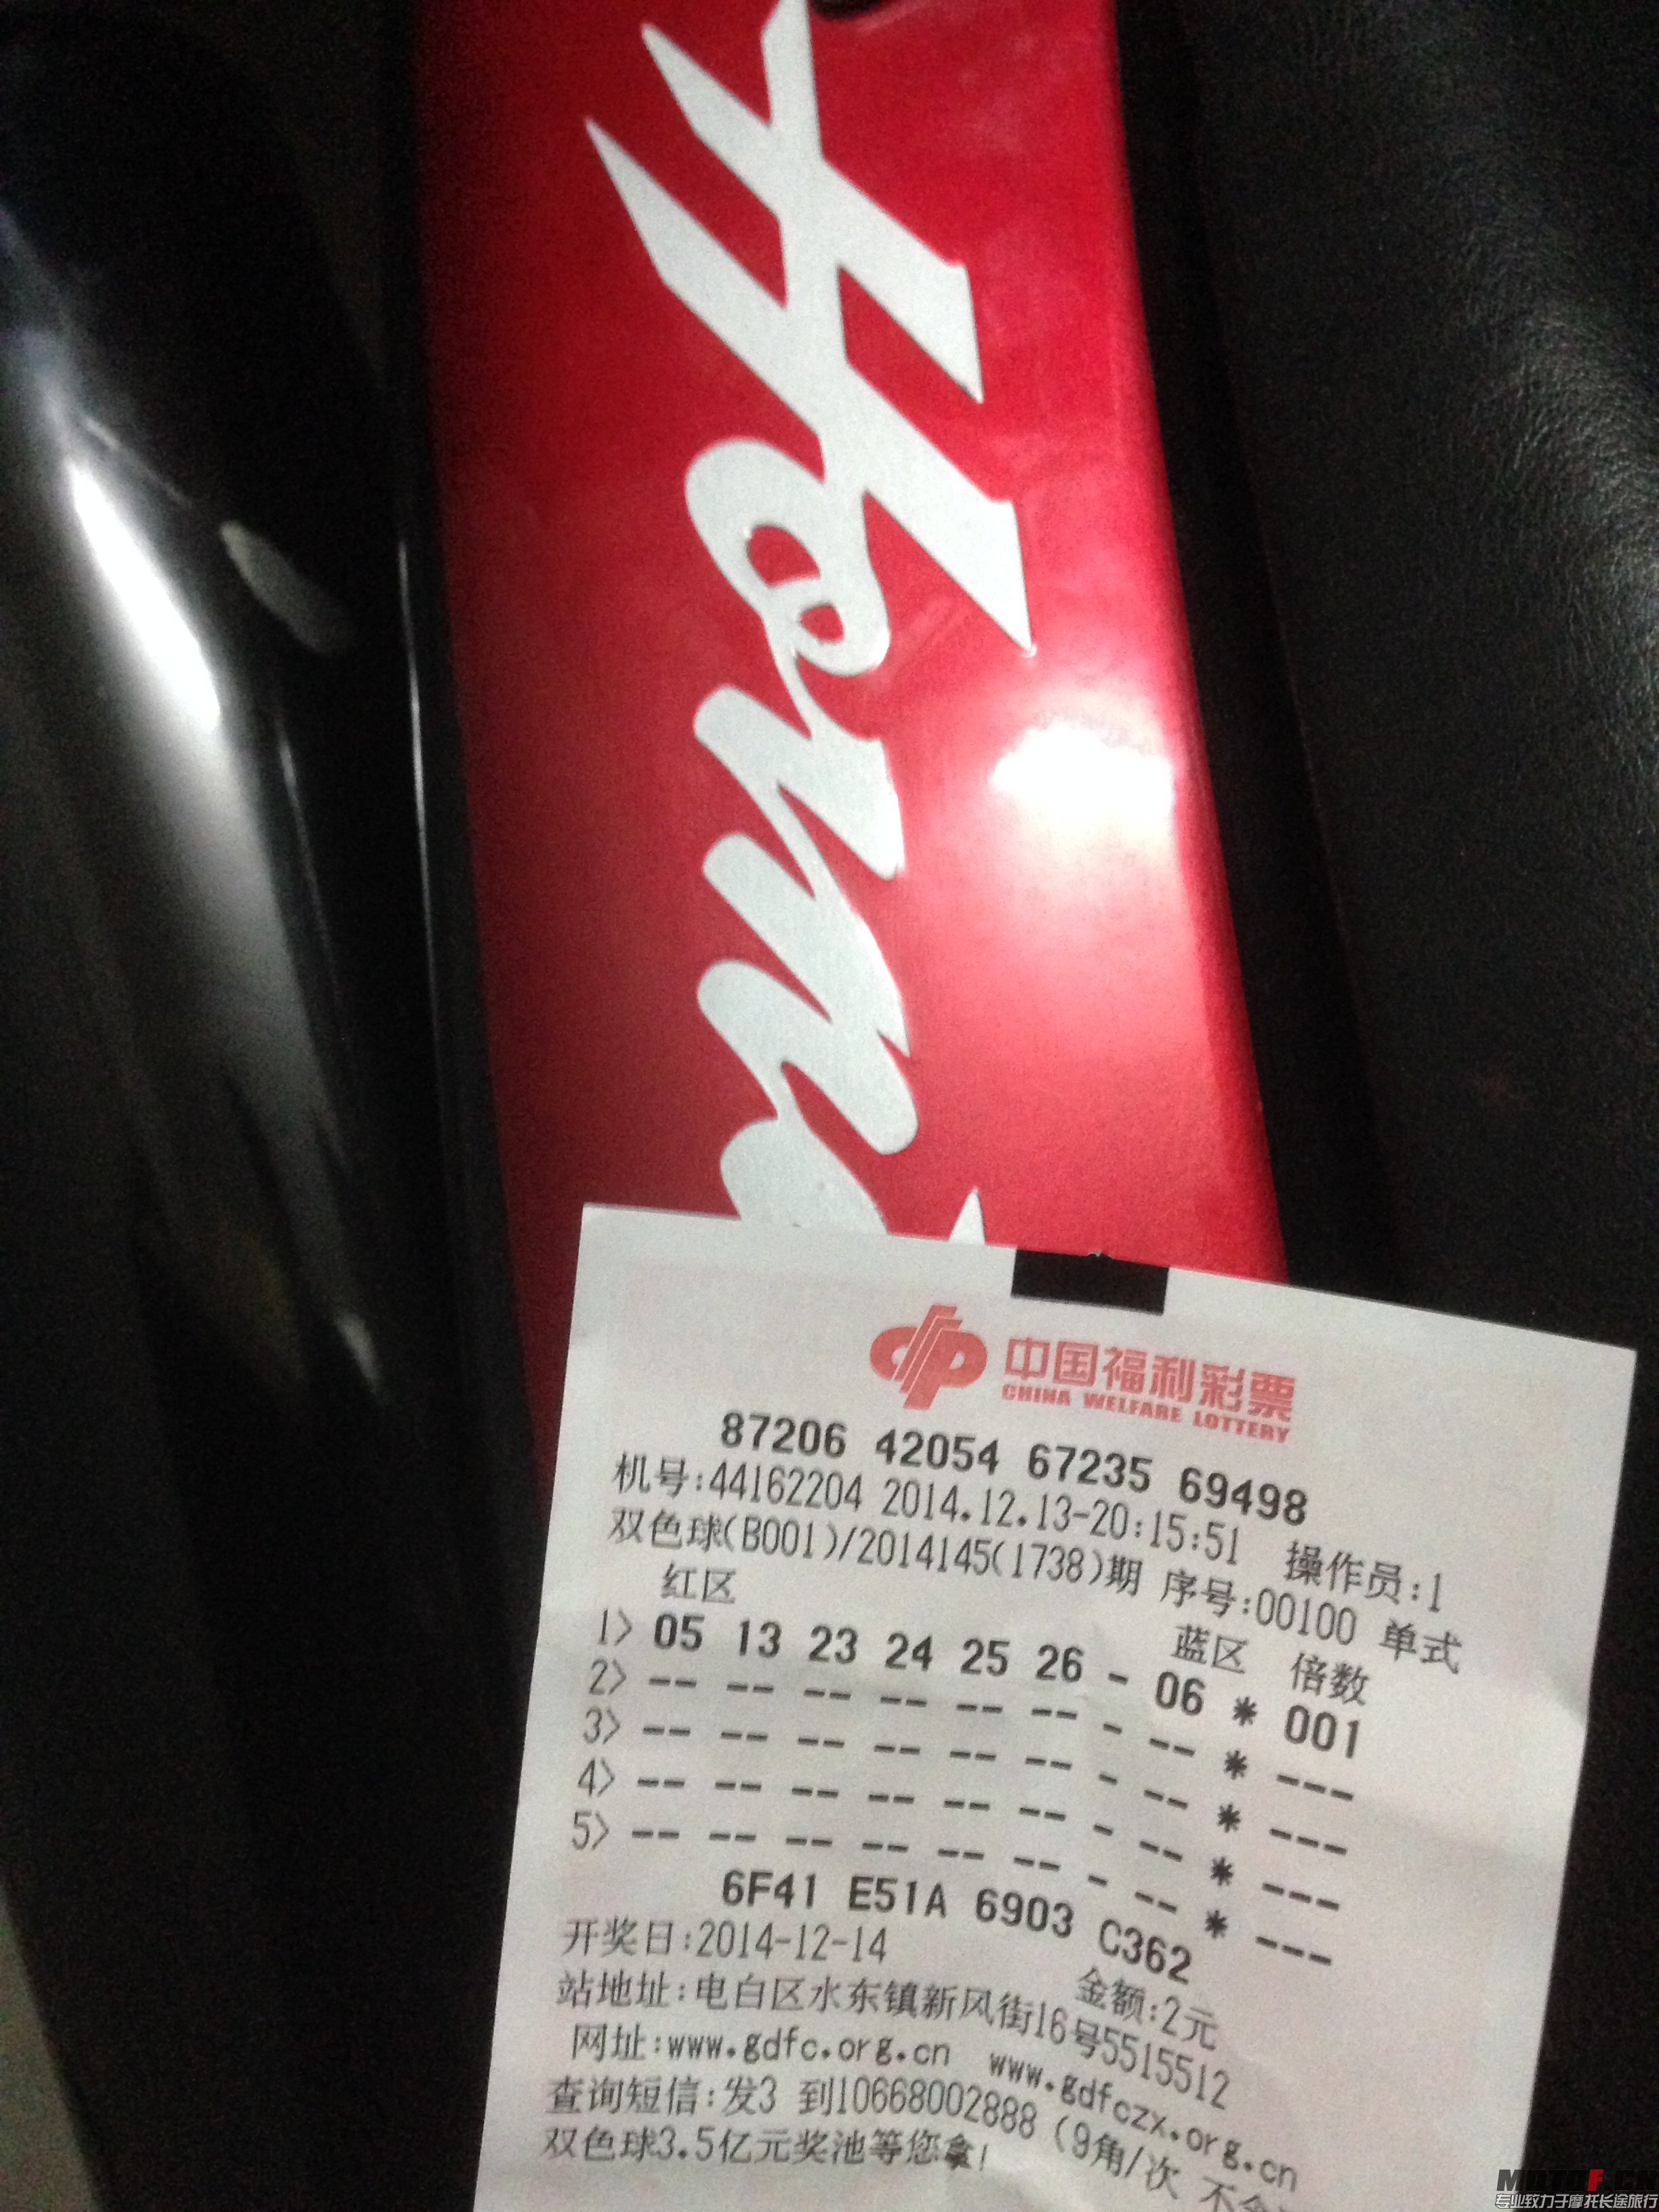 Hond
中国福利彩票
CHINA WELFARE LOTTERY
87206 42054 67235 69498
机号:44162204 2014.12.13-20:15:51 操作员:1
双色球(B001)/2014145(1738)期 序号:00100 单式
红区 蓝区 倍数
1> 05 13 23 24 25 26 - 06 * 001
2> -- -- -- -- -- -- - -- * ---
3> -- -- -- -- -- -- - -- * ---
4> -- -- -- -- -- -- - -- * ---
5> -- -- -- -- -- -- - -- * ---
6F41 E51A 6903 C362
开奖日:2014-12-14 金额:2元
站地址:电白区水东镇新风街16号5515512
网址:www.gdfc.org.cn www.gdfczx.org.cn
查询短信:发3 到10668002888 (9角/次 不含
双色球3.5亿元奖池等您拿!
MOTOF.CN
专业致力于摩托长途旅行